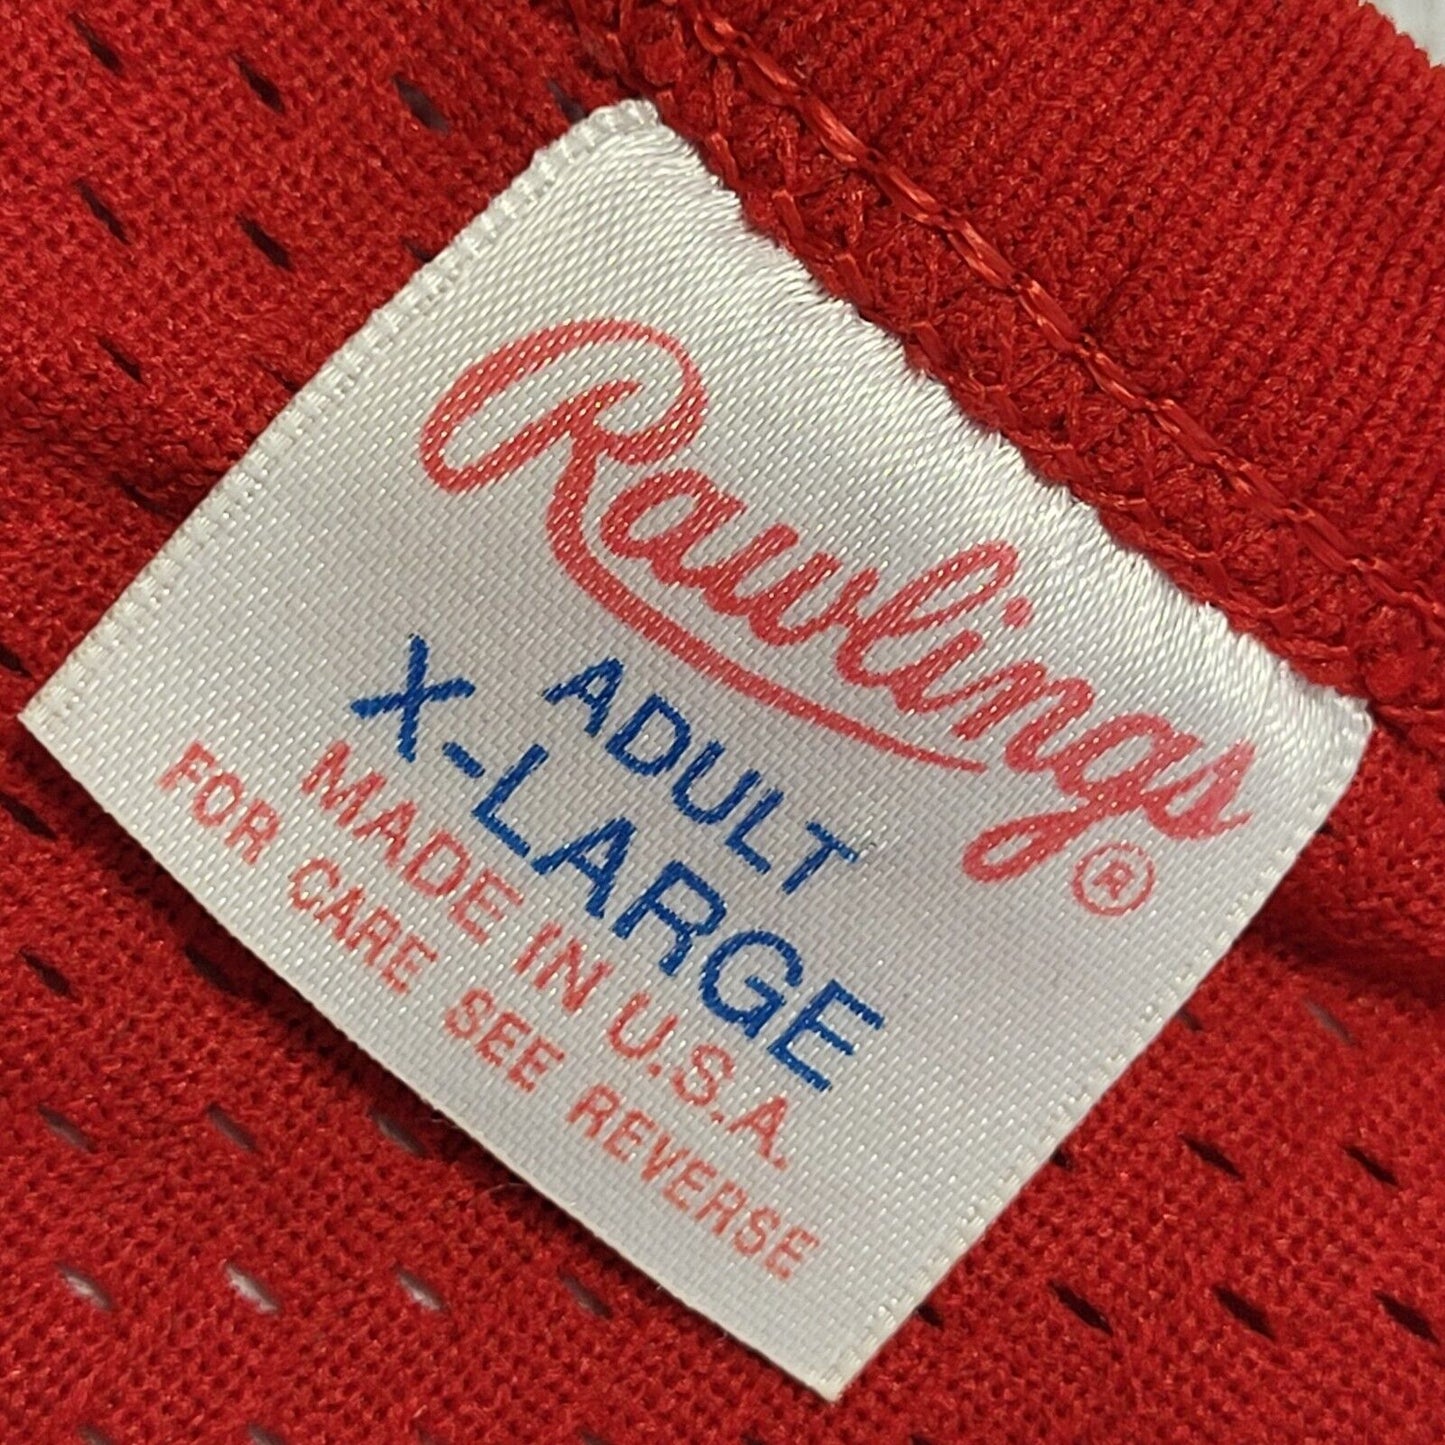 Rawlings®
ADULT
X-LARGE
MADE IN U.S.A.
FOR CARE SEE REVERSE